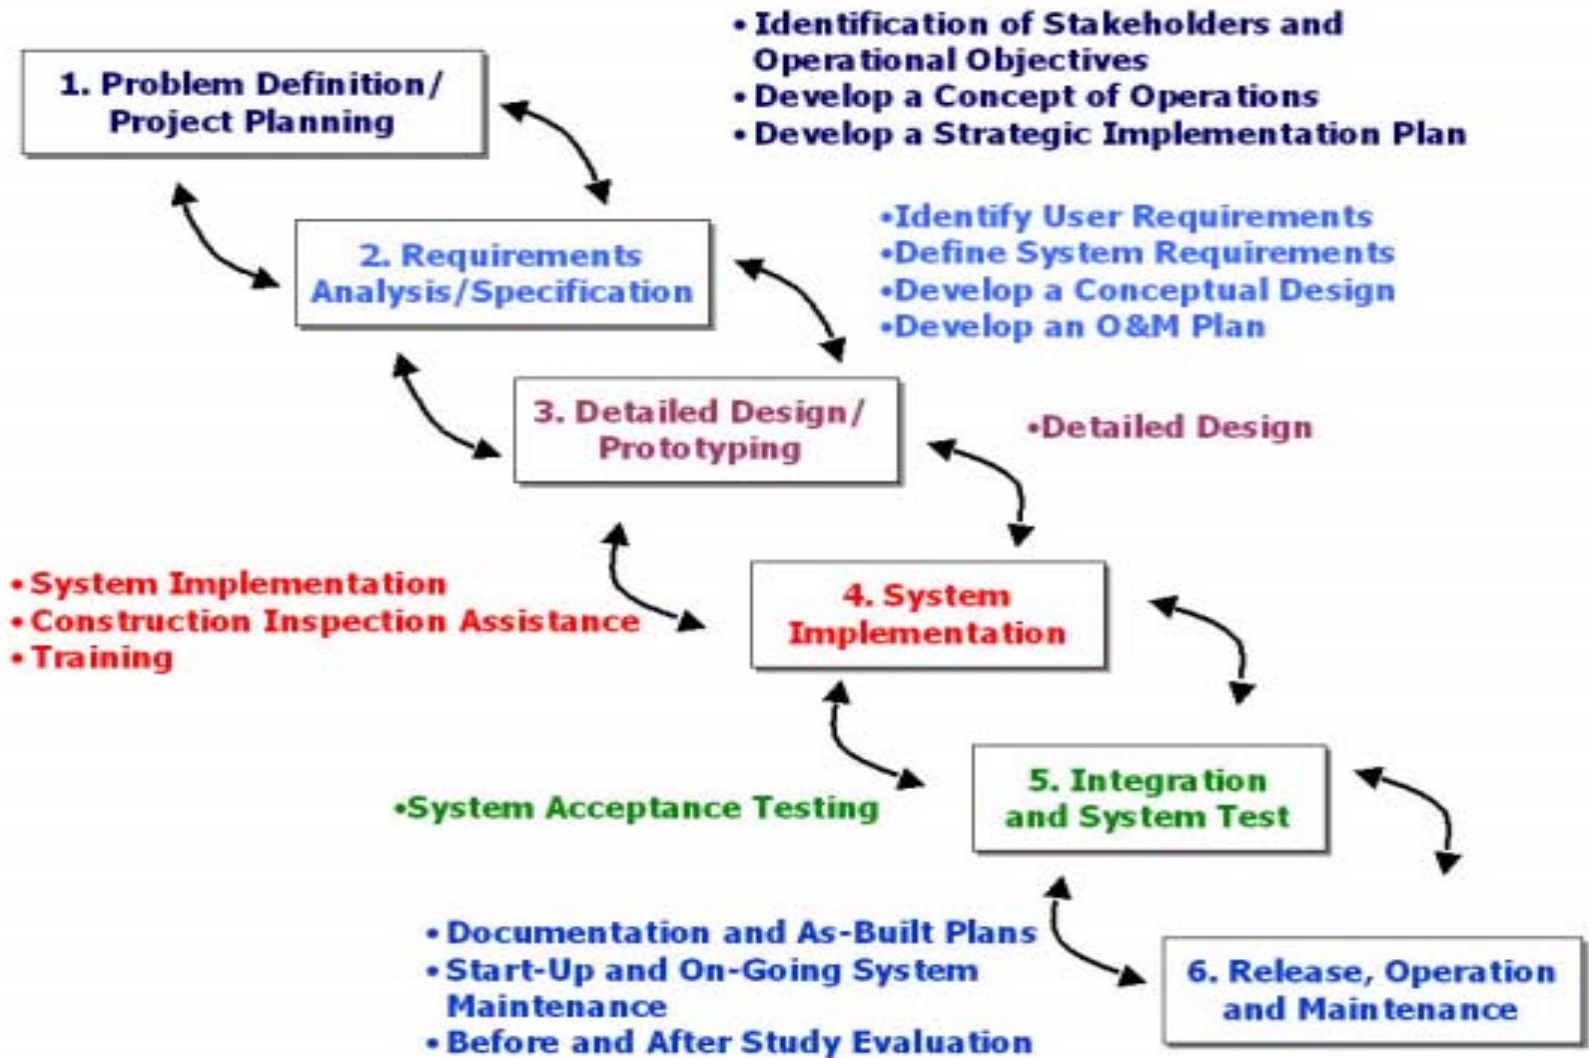 1. Problem Definition/
Project Planning
• Identification of Stakeholders and
Operational Objectives
• Develop a Concept of Operations
• Develop a Strategic Implementation Plan
2. Requirements
Analysis/Specification
•Identify User Requirements
•Define System Requirements
•Develop a Conceptual Design
•Develop an O&M Plan
3. Detailed Design/
Prototyping
•Detailed Design
4. System
Implementation
• System Implementation
• Construction Inspection Assistance
• Training
5. Integration
and System Test
•System Acceptance Testing
6. Release, Operation
and Maintenance
• Documentation and As-Built Plans
• Start-Up and On-Going System
Maintenance
• Before and After Study Evaluation